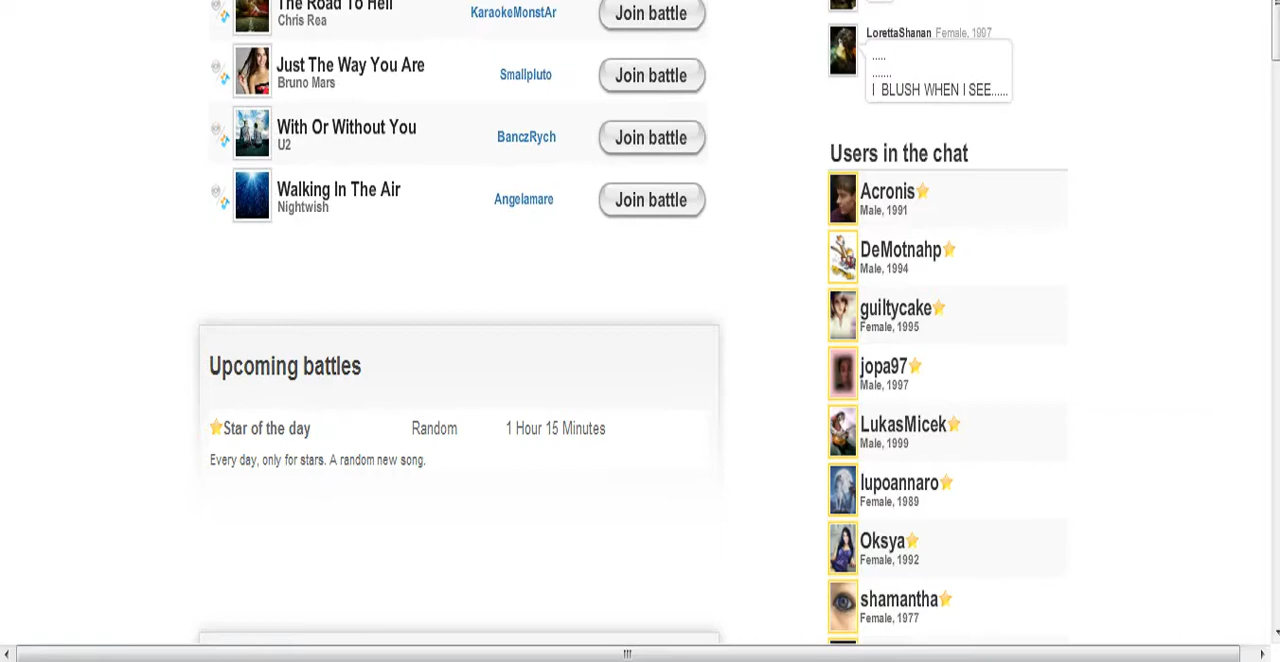 The Road To Hell
Chris Rea
KaraokeMonstAr
Join battle
Just The Way You Are
Bruno Mars
Smallpluto
Join battle
With Or Without You
U2
BanczRych
Join battle
Walking In The Air
Nightwish
Angelamare
Join battle
Upcoming battles
Star of the day
Random
1 Hour 15 Minutes
Every day, only for stars. A random new song.
LorettaShanan Female, 1997
.....
.......
I BLUSH WHEN I SEE......
Users in the chat
Acronis
Male, 1991
DeMotnahp
Male, 1994
guiltycake
Female, 1995
jopa97
Male, 1997
LukasMicek
Male, 1999
lupoannaro
Female, 1989
Oksya
Female, 1992
shamantha
Female, 1977